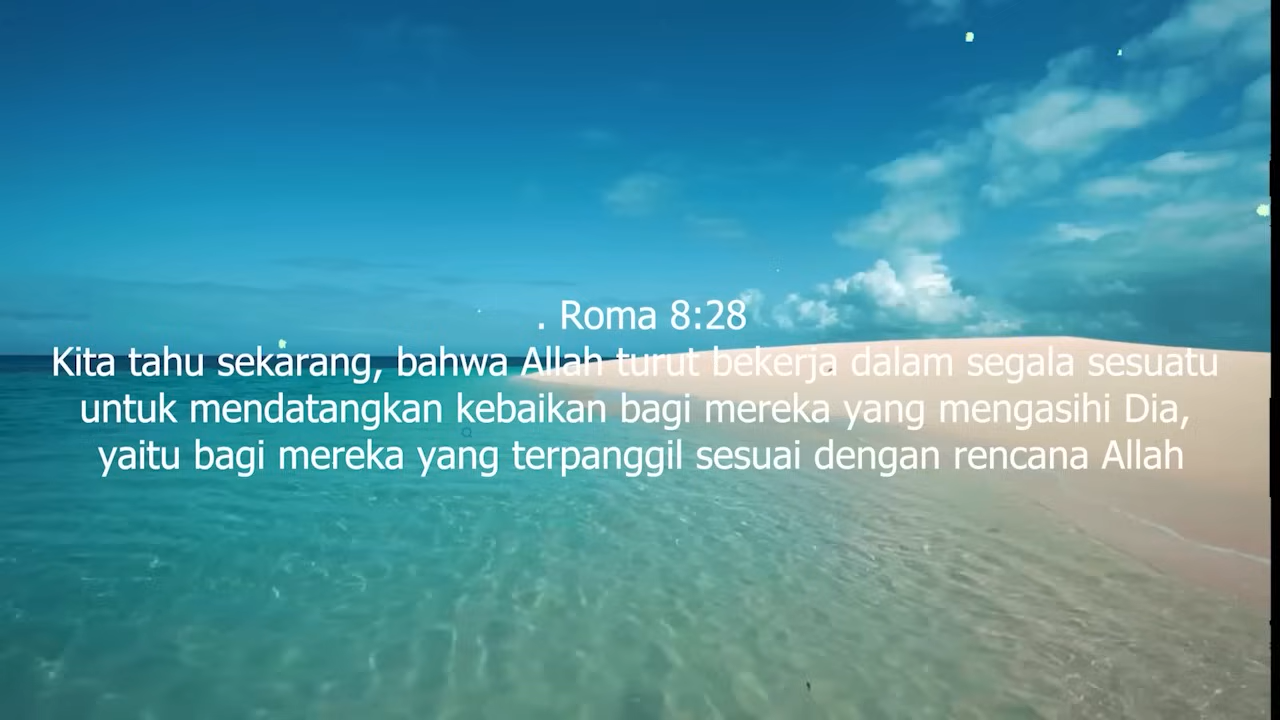 . Roma 8:28
Kita tahu sekarang, bahwa Allah turut bekerja dalam segala sesuatu
untuk mendatangkan kebaikan bagi mereka yang mengasihi Dia,
yaitu bagi mereka yang terpanggil sesuai dengan rencana Allah